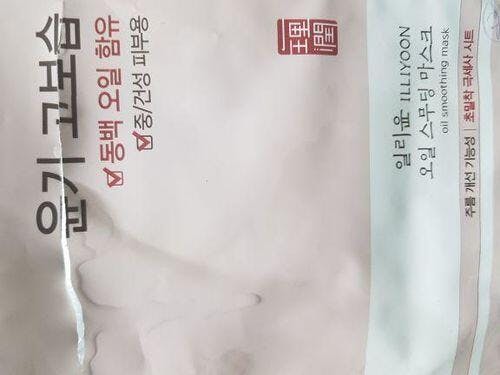 윤기 고보습
동백 오일 함유
중/건성 피부용
理潤
일리윤 ILLIYOON
오일 스무딩 마스크
oil smoothing mask
주름 개선 기능성 | 초밀착 극세사 시트